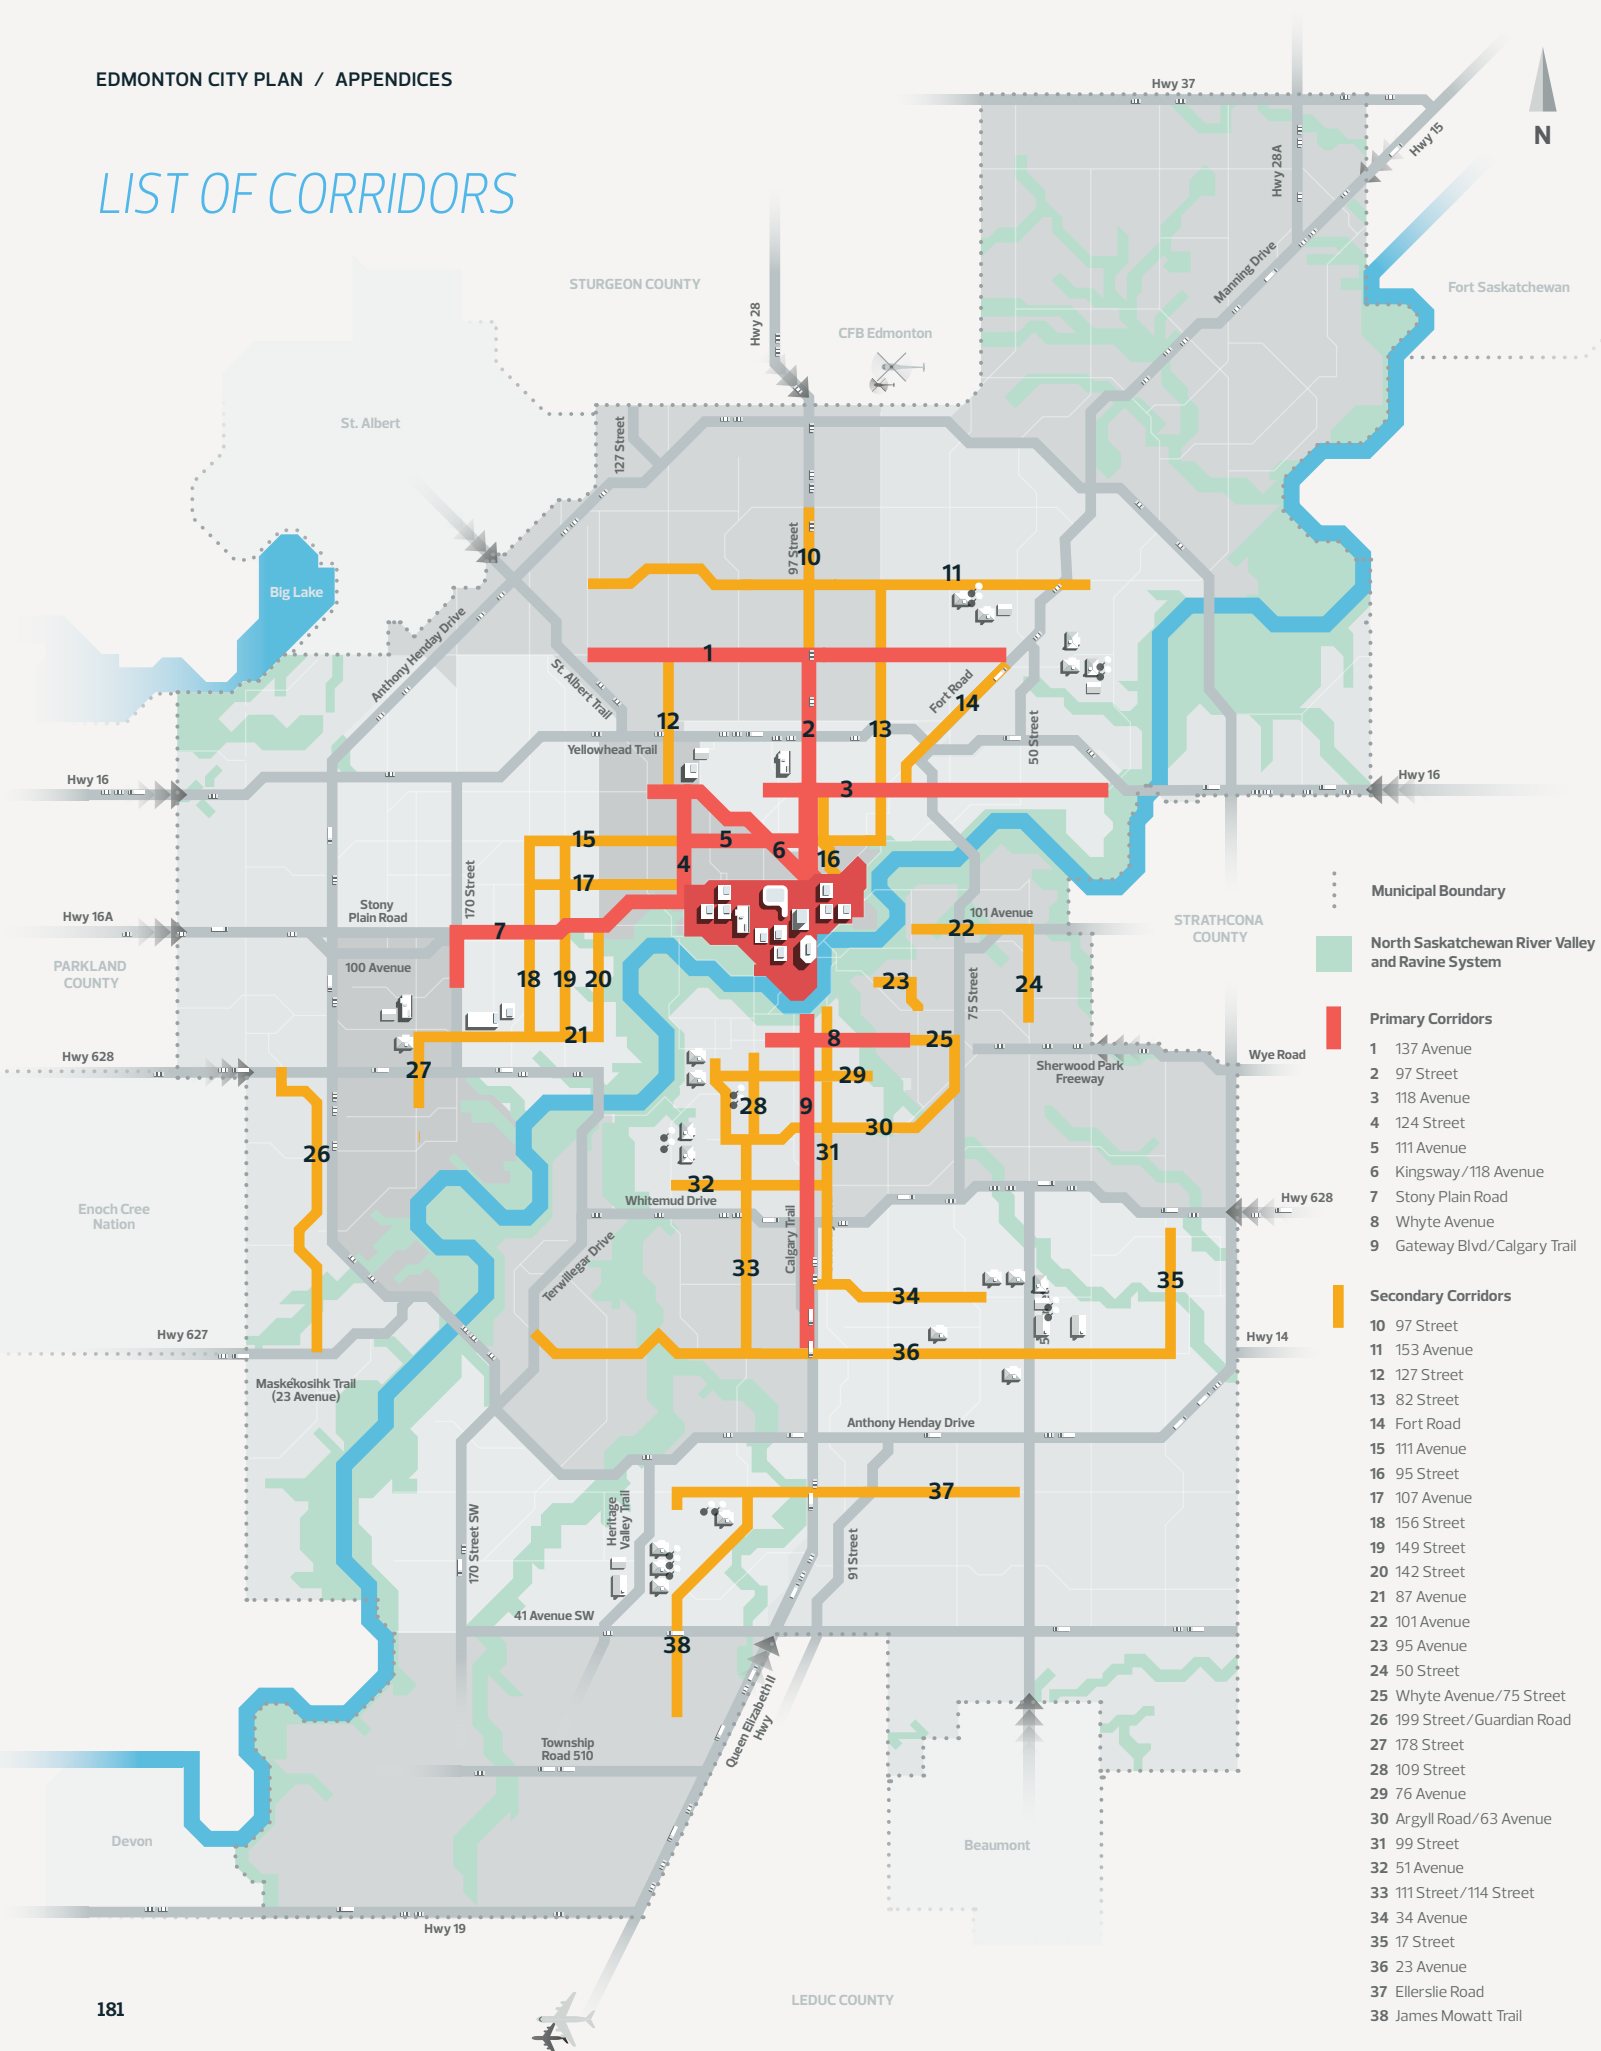 EDMONTON CITY PLAN / APPENDICES
LIST OF CORRIDORS
N
Hwy 37
Hwy 15
Hwy 28A
Manning Drive
Fort Saskatchewan
STURGEON COUNTY
Hwy 28
CFB Edmonton
St. Albert
127 Street
97 Street
10
11
Big Lake
Anthony Henday Drive
St. Albert Trail
1
Fort Road
14
12
2
13
50 Street
Yellowhead Trail
Hwy 16
Hwy 16
3
15
5
6
4
16
17
170 Street
Stony
Plain Road
Hwy 16A
7
101 Avenue
22
STRATHCONA
COUNTY
PARKLAND
COUNTY
100 Avenue
18
19
20
23
75 Street
24
21
8
25
Hwy 628
27
Sherwood Park
Freeway
Wye Road
29
28
9
30
26
31
32
Whitemud Drive
Hwy 628
Enoch Cree
Nation
Terwillegar Drive
33
Calgary Trail
34
35
5
Hwy 627
36
Hwy 14
Maskêkosihk Trail
(23 Avenue)
Anthony Henday Drive
37
170 Street SW
Heritage
Valley Trail
91 Street
41 Avenue SW
38
Queen Elizabeth II
Hwy
Township
Road 510
Devon
Beaumont
Hwy 19
LEDUC COUNTY
181
Municipal Boundary
North Saskatchewan River Valley
and Ravine System
Primary Corridors
1 137 Avenue
2 97 Street
3 118 Avenue
4 124 Street
5 111 Avenue
6 Kingsway/118 Avenue
7 Stony Plain Road
8 Whyte Avenue
9 Gateway Blvd/Calgary Trail
Secondary Corridors
10 97 Street
11 153 Avenue
12 127 Street
13 82 Street
14 Fort Road
15 111 Avenue
16 95 Street
17 107 Avenue
18 156 Street
19 149 Street
20 142 Street
21 87 Avenue
22 101 Avenue
23 95 Avenue
24 50 Street
25 Whyte Avenue/75 Street
26 199 Street/Guardian Road
27 178 Street
28 109 Street
29 76 Avenue
30 Argyll Road/63 Avenue
31 99 Street
32 51 Avenue
33 111 Street/114 Street
34 34 Avenue
35 17 Street
36 23 Avenue
37 Ellerslie Road
38 James Mowatt Trail